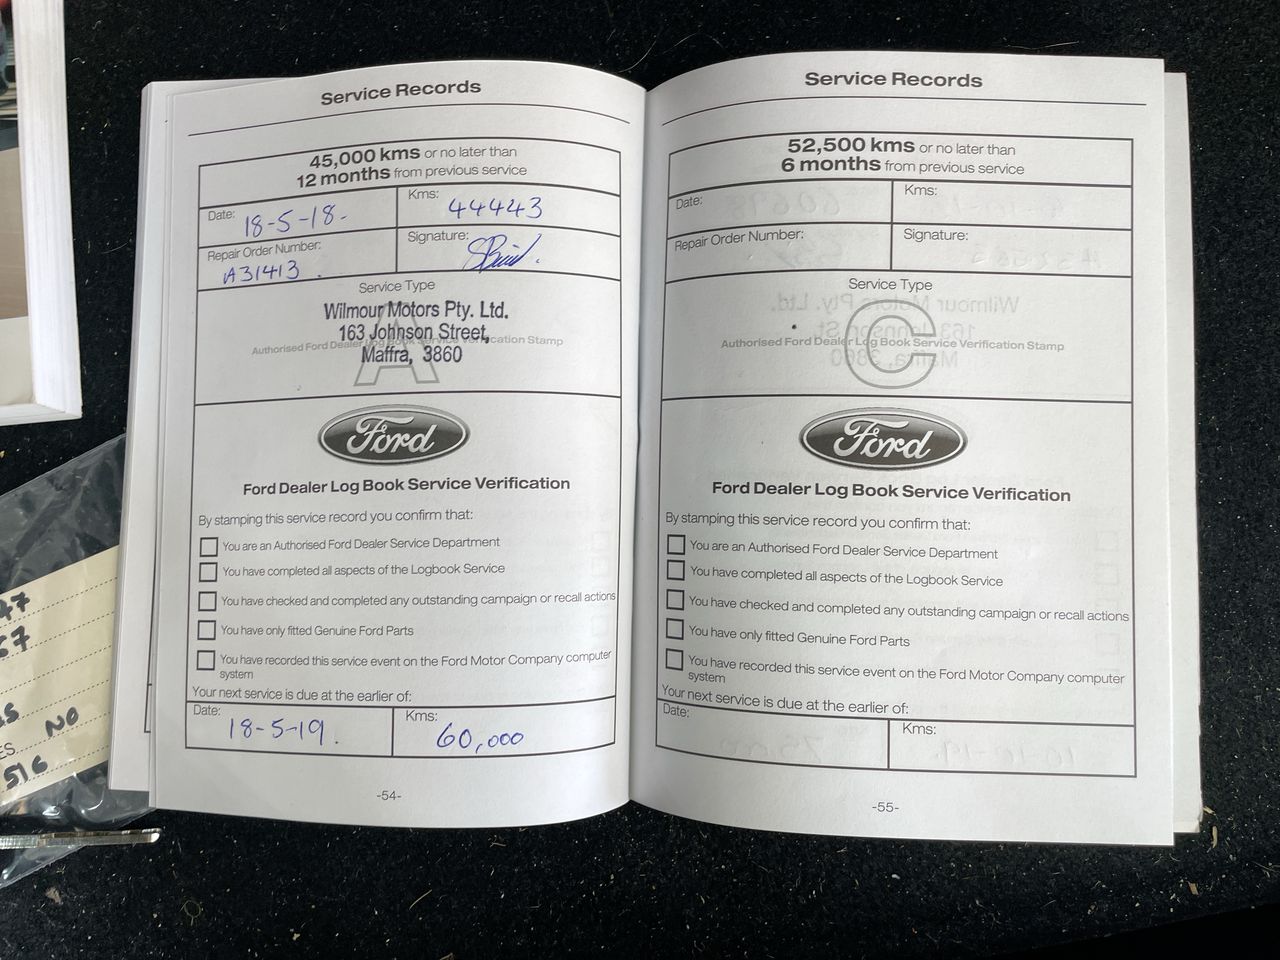 Service Records
45,000 kms or no later than
12 months from previous service
Date: 18-5-18.
Kms: 44443
Repair Order Number: A31413.
Signature:
Service Type
A
Wilmour Motors Pty. Ltd.
163 Johnson Street,
Authorised Ford Dealer Log Book Service Verification Stamp
Maffra, 3860
Ford
Ford Dealer Log Book Service Verification
By stamping this service record you confirm that:
You are an Authorised Ford Dealer Service Department
You have completed all aspects of the Logbook Service
You have checked and completed any outstanding campaign or recall actions
You have only fitted Genuine Ford Parts
You have recorded this service event on the Ford Motor Company computer
system
Your next service is due at the earlier of:
Date: 18-5-19.
Kms: 60,000
-54-
Service Records
52,500 kms or no later than
6 months from previous service
Date:
Kms:
Repair Order Number:
Signature:
Service Type
C
Authorised Ford Dealer Log Book Service Verification Stamp
Ford
Ford Dealer Log Book Service Verification
By stamping this service record you confirm that:
You are an Authorised Ford Dealer Service Department
You have completed all aspects of the Logbook Service
You have checked and completed any outstanding campaign or recall actions
You have only fitted Genuine Ford Parts
You have recorded this service event on the Ford Motor Company computer
system
Your next service is due at the earlier of:
Date:
Kms:
-55-
47
67
NO
516